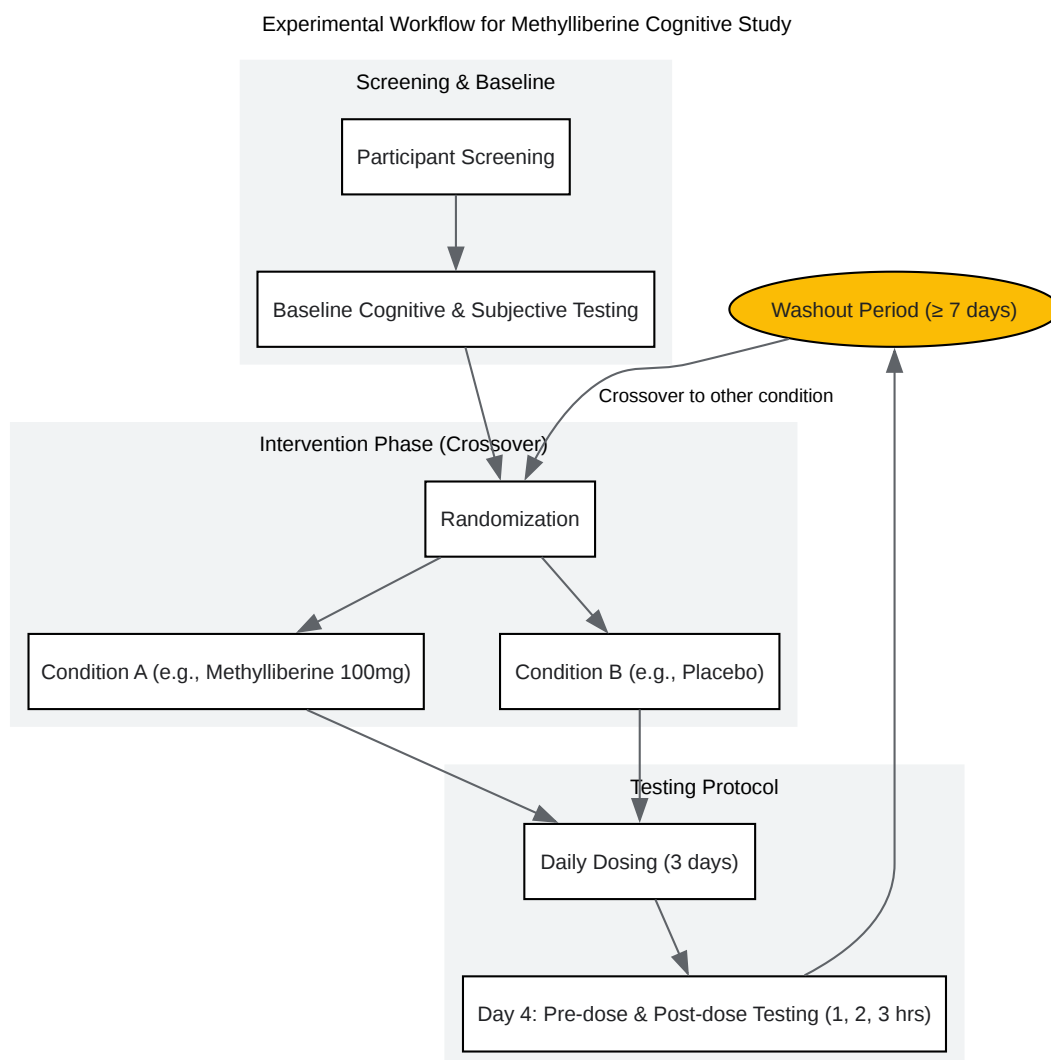 Experimental Workflow for Methylliberine Cognitive Study
Screening & Baseline
Participant Screening
Baseline Cognitive & Subjective Testing
Washout Period (≥ 7 days)
Crossover to other condition
Intervention Phase (Crossover)
Randomization
Condition A (e.g., Methylliberine 100mg)
Condition B (e.g., Placebo)
Testing Protocol
Daily Dosing (3 days)
Day 4: Pre-dose & Post-dose Testing (1, 2, 3 hrs)